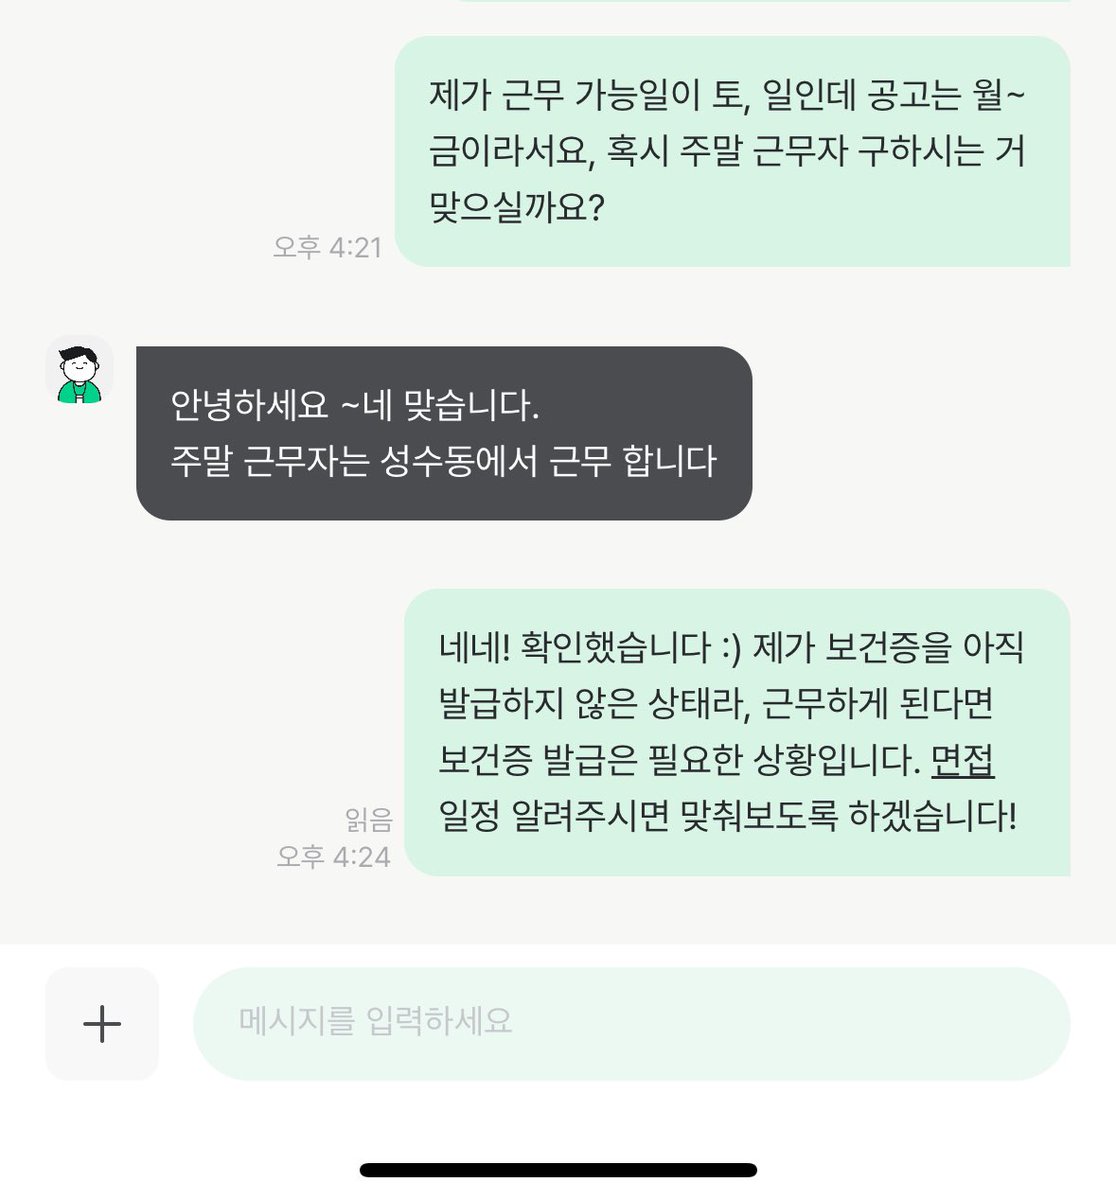 제가 근무 가능일이 토, 일인데 공고는 월~
금이라서요, 혹시 주말 근무자 구하시는 거
맞으실까요?
오후 4:21
안녕하세요 ~네 맞습니다.
주말 근무자는 성수동에서 근무 합니다
네네! 확인했습니다 :) 제가 보건증을 아직
발급하지 않은 상태라, 근무하게 된다면
보건증 발급은 필요한 상황입니다. 면접
일정 알려주시면 맞춰보도록 하겠습니다!
읽음
오후 4:24
메시지를 입력하세요